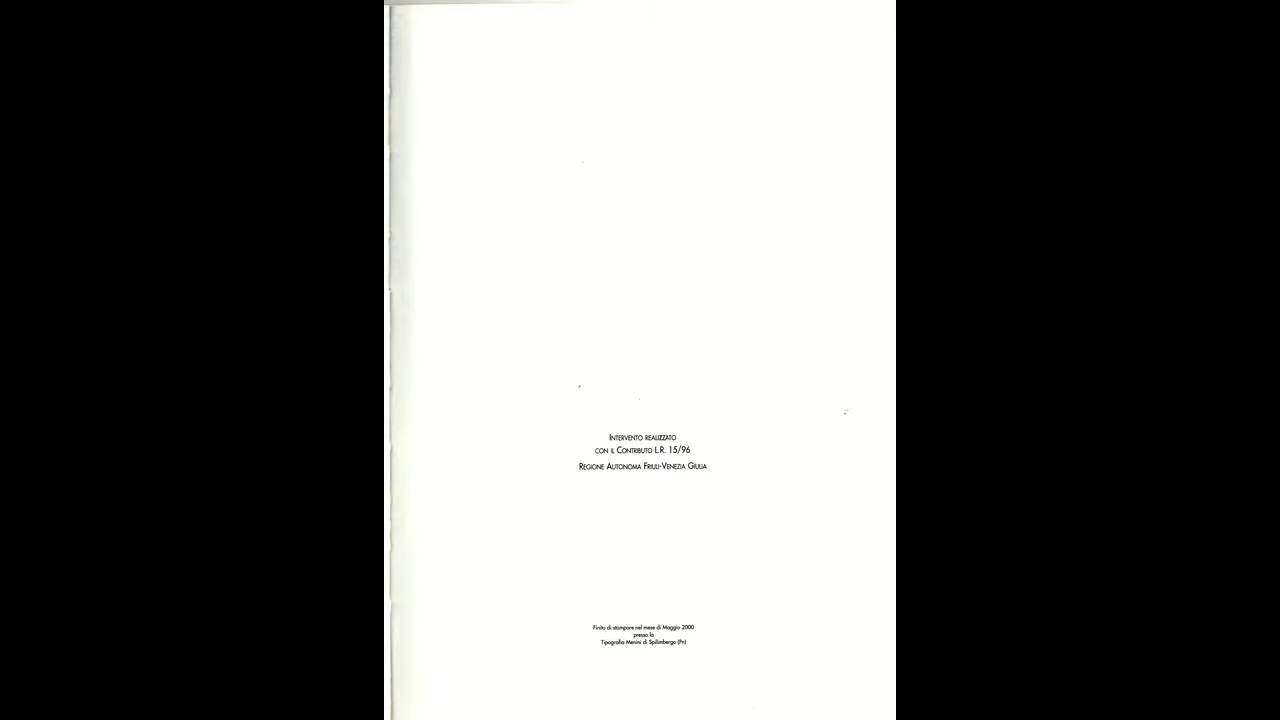 Intervento realizzato
con il Contributo L.R. 15/96
Regione Autonoma Friuli-Venezia Giulia
Finito di stampare nel mese di Maggio 2000
presso la
Tipografia Menini di Spilimbergo (Pn)